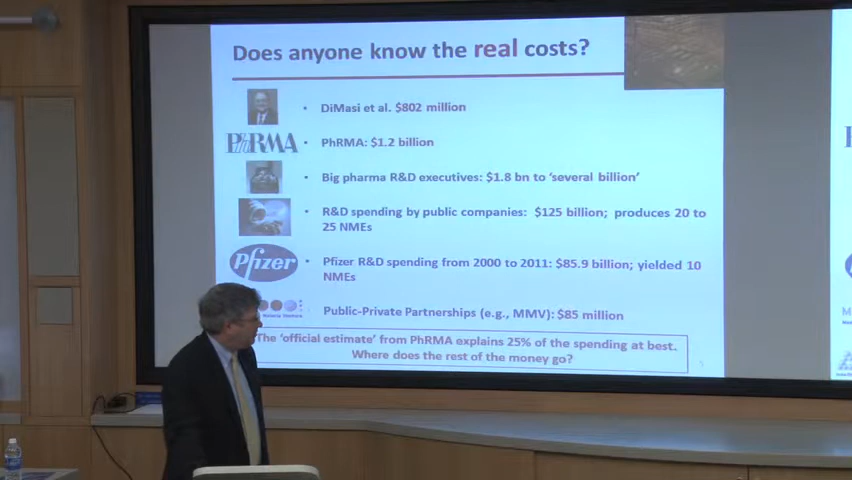 Does anyone know the real costs?
• DiMasi et al. $802 million
PhRMA
• PhRMA: $1.2 billion
• Big pharma R&D executives: $1.8 bn to ‘several billion’
• R&D spending by public companies: $125 billion; produces 20 to
25 NMEs
Pfizer
• Pfizer R&D spending from 2000 to 2011: $85.9 billion; yielded 10
NMEs
Public-Private Partnerships (e.g., MMV): $85 million
The ‘official estimate’ from PhRMA explains 25% of the spending at best.
Where does the rest of the money go?